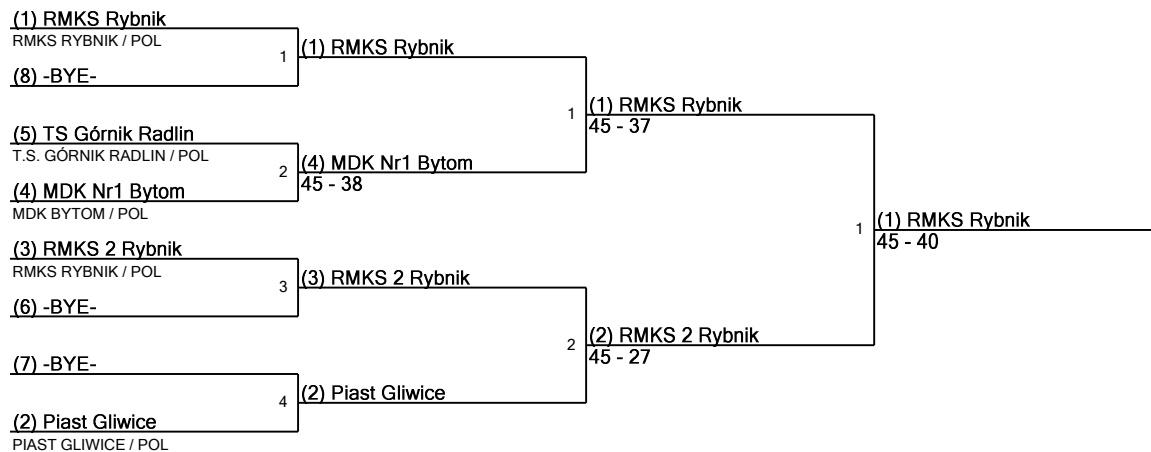 (1) RMKS Rybnik
RMKS RYBNIK / POL
1
(8) -BYE-
(5) TS Górnik Radlin
T.S. GÓRNIK RADLIN / POL
2
(4) MDK Nr1 Bytom
MDK BYTOM / POL
(3) RMKS 2 Rybnik
RMKS RYBNIK / POL
3
(6) -BYE-
(7) -BYE-
4
(2) Piast Gliwice
PIAST GLIWICE / POL
(1) RMKS Rybnik
1
(4) MDK Nr1 Bytom
45 - 38
(3) RMKS 2 Rybnik
2
(2) Piast Gliwice
(1) RMKS Rybnik
45 - 37
1
(2) RMKS 2 Rybnik
45 - 27
(1) RMKS Rybnik
45 - 40